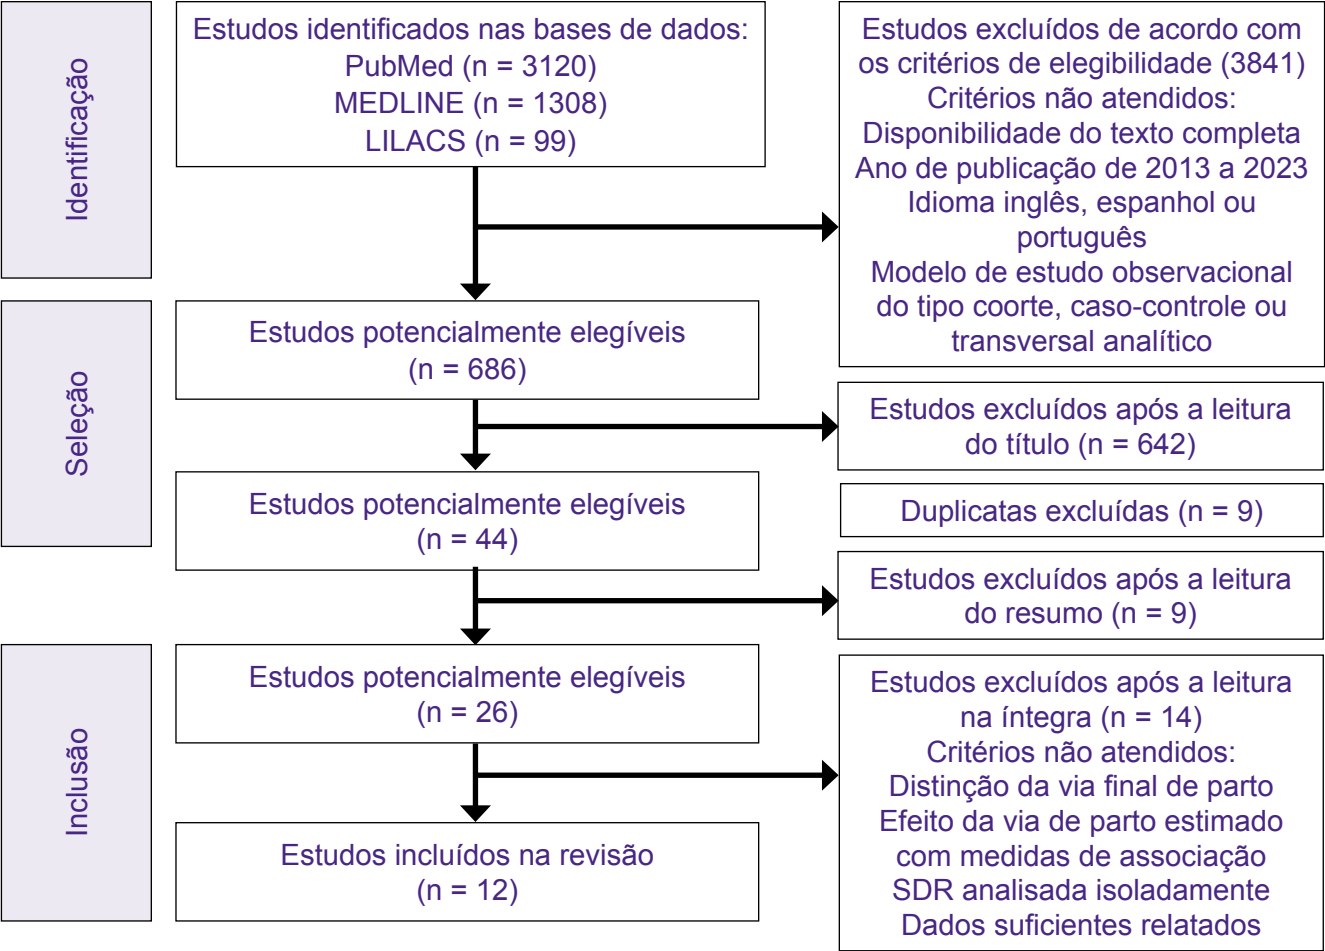 Identificação
Estudos identificados nas bases de dados:
PubMed (n = 3120)
MEDLINE (n = 1308)
LILACS (n = 99)
Estudos excluídos de acordo com
os critérios de elegibilidade (3841)
Critérios não atendidos:
Disponibilidade do texto completa
Ano de publicação de 2013 a 2023
Idioma inglês, espanhol ou
português
Modelo de estudo observacional
do tipo coorte, caso-controle ou
transversal analítico
Seleção
Estudos potencialmente elegíveis
(n = 686)
Estudos excluídos após a leitura
do título (n = 642)
Estudos potencialmente elegíveis
(n = 44)
Duplicatas excluídas (n = 9)
Estudos excluídos após a leitura
do resumo (n = 9)
Inclusão
Estudos potencialmente elegíveis
(n = 26)
Estudos excluídos após a leitura
na íntegra (n = 14)
Critérios não atendidos:
Distinção da via final de parto
Efeito da via de parto estimado
com medidas de associação
SDR analisada isoladamente
Dados suficientes relatados
Estudos incluídos na revisão
(n = 12)